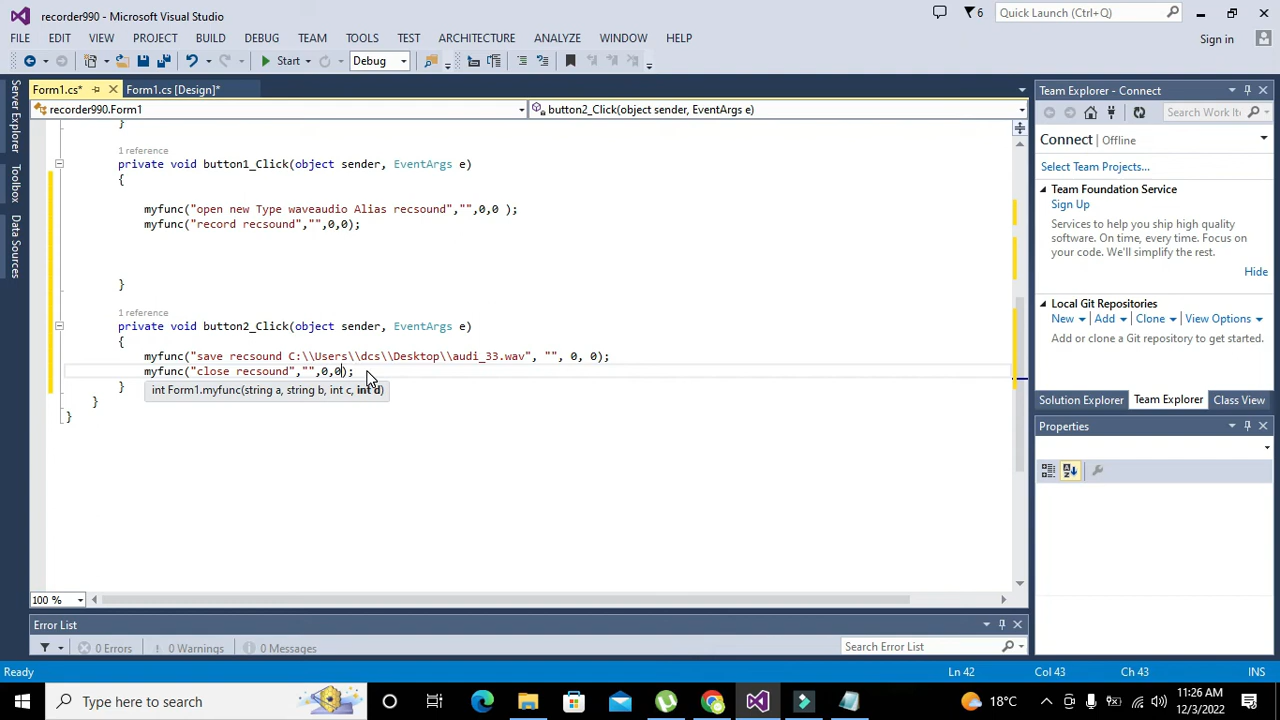 recorder990 - Microsoft Visual Studio
6
Quick Launch (Ctrl+Q)
FILE EDIT VIEW PROJECT BUILD DEBUG TEAM TOOLS TEST ARCHITECTURE ANALYZE WINDOW HELP
Sign in
Start Debug
Form1.cs* Form1.cs [Design]*
recorder990.Form1 button2_Click(object sender, EventArgs e)
Server Explorer
Toolbox
Data Sources
}
1 reference
private void button1_Click(object sender, EventArgs e)
{
myfunc("open new Type waveaudio Alias recsound","",0,0 );
myfunc("record recsound","",0,0);
}
1 reference
private void button2_Click(object sender, EventArgs e)
{
myfunc("save recsound C:\\Users\\dcs\\Desktop\\audi_33.wav", "", 0, 0);
myfunc("close recsound","",0,0);
}
int Form1.myfunc(string a, string b, int c, int d)
}
}
100 %
Team Explorer - Connect
Search Work Ite
Connect | Offline
Select Team Projects...
Team Foundation Service
Sign Up
Services to help you ship high quality
software. On time, every time. Focus on
your code. We'll simplify the rest.
Hide
Local Git Repositories
New Add Clone View Options
Add or clone a Git repository to get started.
Solution Explorer Team Explorer Class View
Properties
Error List
0 Errors 0 Warnings 0 Messages
Search Error List
Ready Ln 42 Col 43 Ch 43 INS
Type here to search
18°C
11:26 AM
12/3/2022